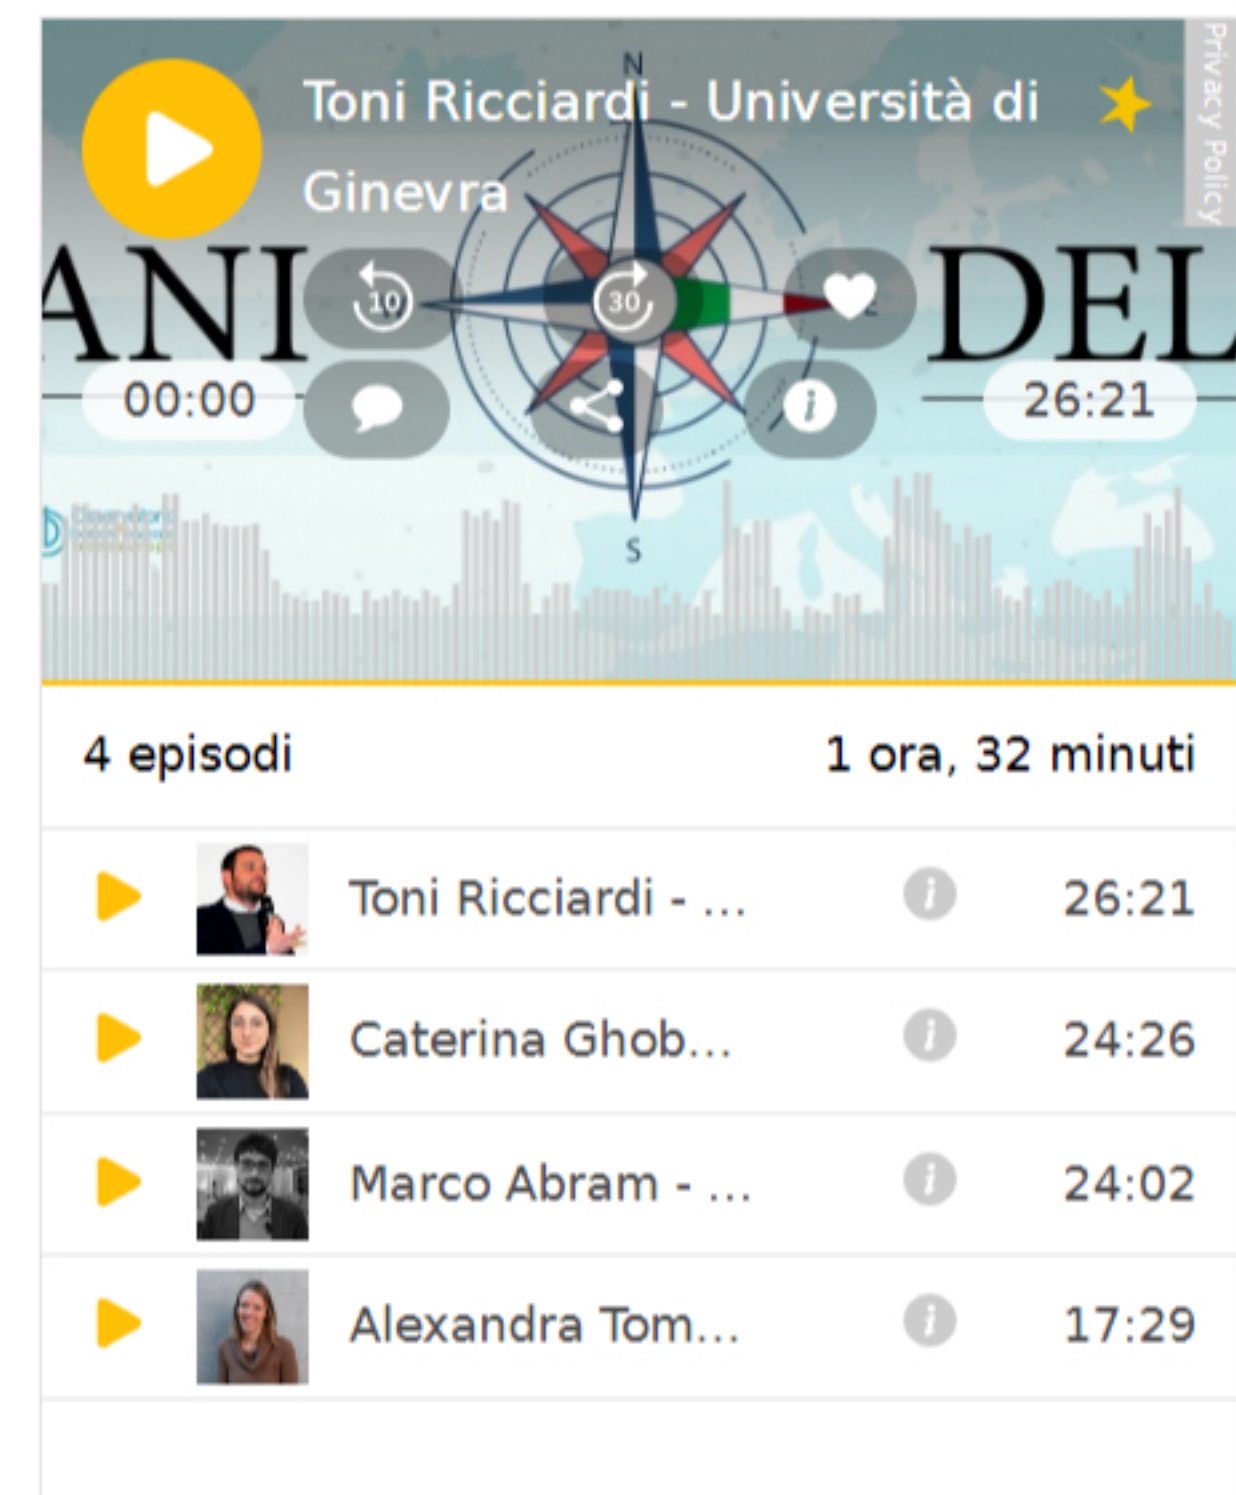 N
Toni Ricciardi - Università di
Ginevra
Privacy Policy
ANI
DEL
10
30
00:00
26:21
S
4 episodi
1 ora, 32 minuti
Toni Ricciardi - ...
26:21
Caterina Ghob...
24:26
Marco Abram - ...
24:02
Alexandra Tom...
17:29